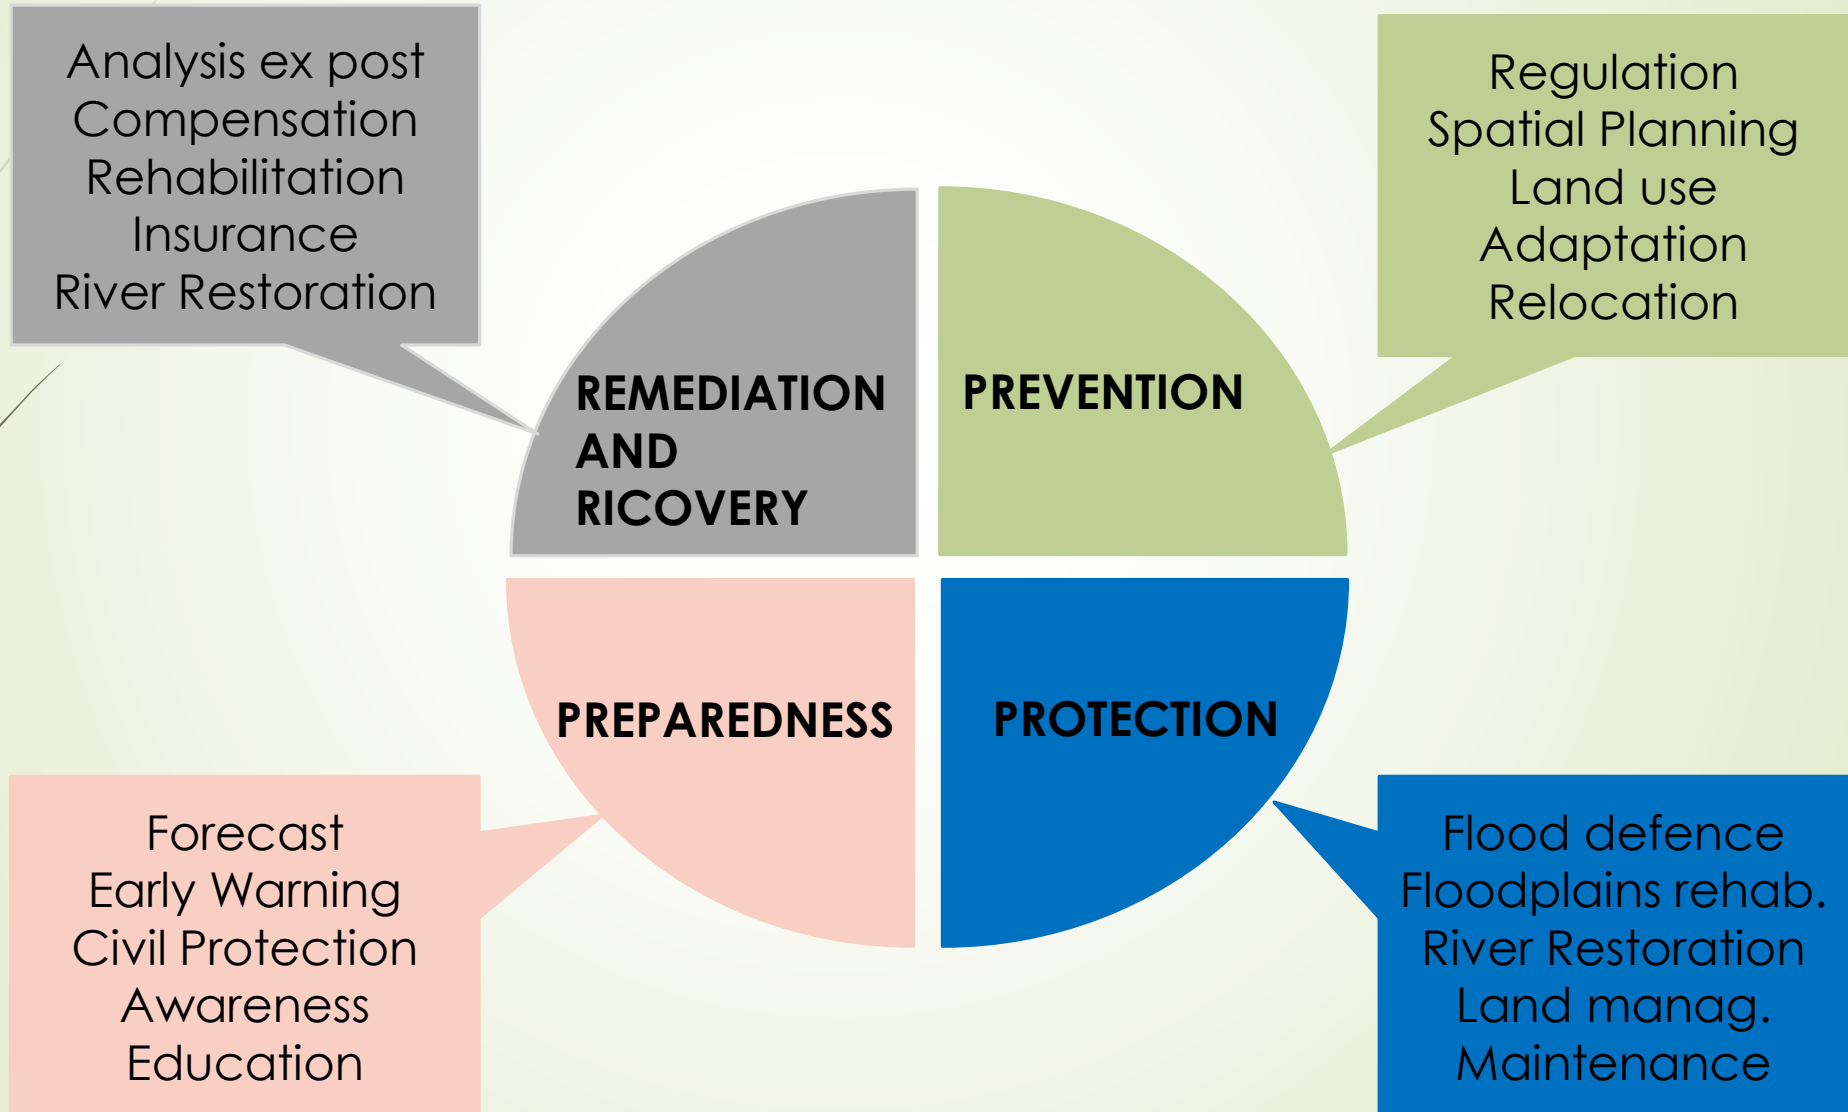 Analysis ex post
Compensation
Rehabilitation
Insurance
River Restoration
Regulation
Spatial Planning
Land use
Adaptation
Relocation
REMEDIATION
AND
RICOVERY
PREVENTION
PREPAREDNESS
PROTECTION
Forecast
Early Warning
Civil Protection
Awareness
Education
Flood defence
Floodplains rehab.
River Restoration
Land manag.
Maintenance